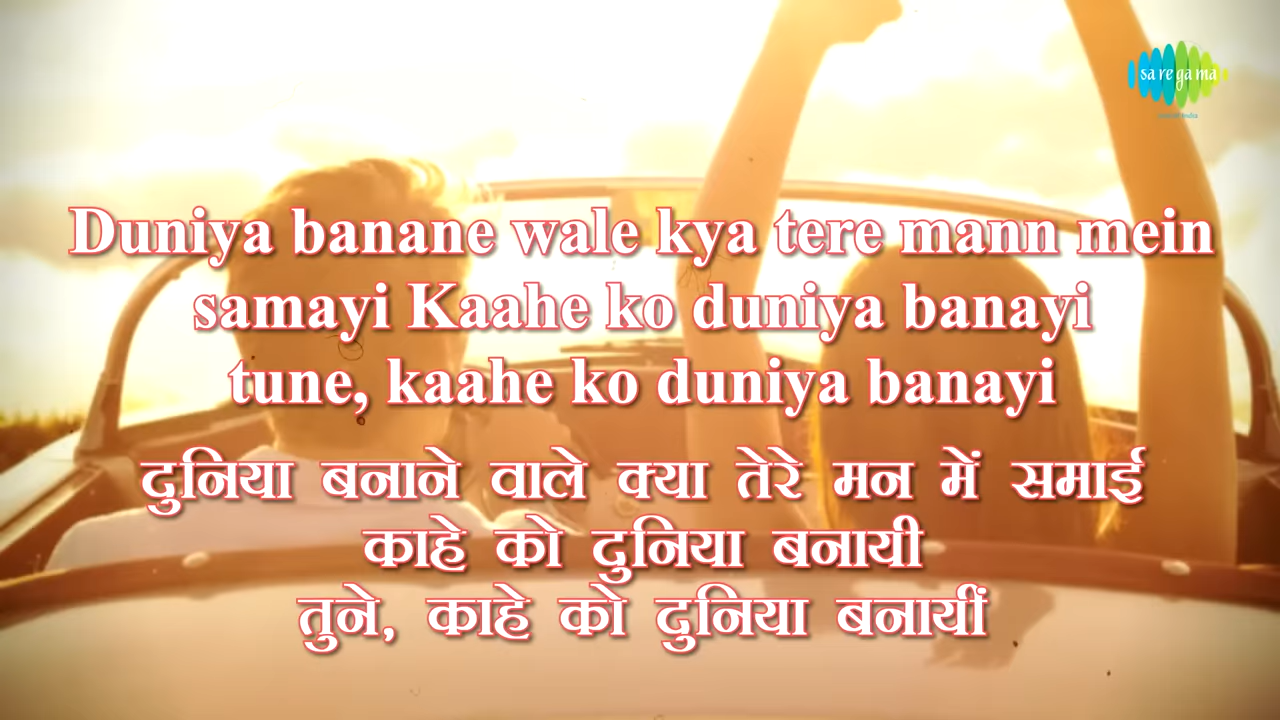 sa re ga ma
Duniya banane wale kya tere mann mein
samayi Kaahe ko duniya banayi
tune, kaahe ko duniya banayi
दुनिया बनाने वाले क्या तेरे मन में समाई
काहे को दुनिया बनायी
तुने, काहे को दुनिया बनायीं